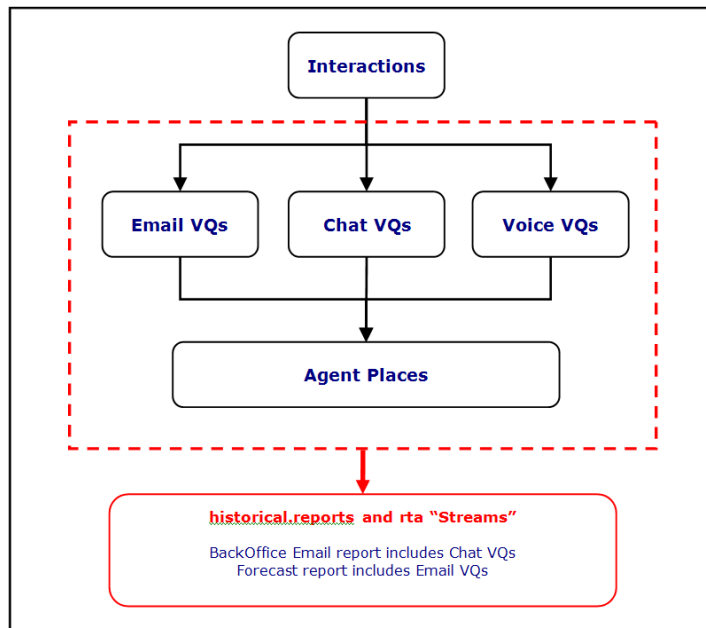 Interactions
Email VQs
Chat VQs
Voice VQs
Agent Places
historical.reports and rta “Streams”
BackOffice Email report includes Chat VQs
Forecast report includes Email VQs